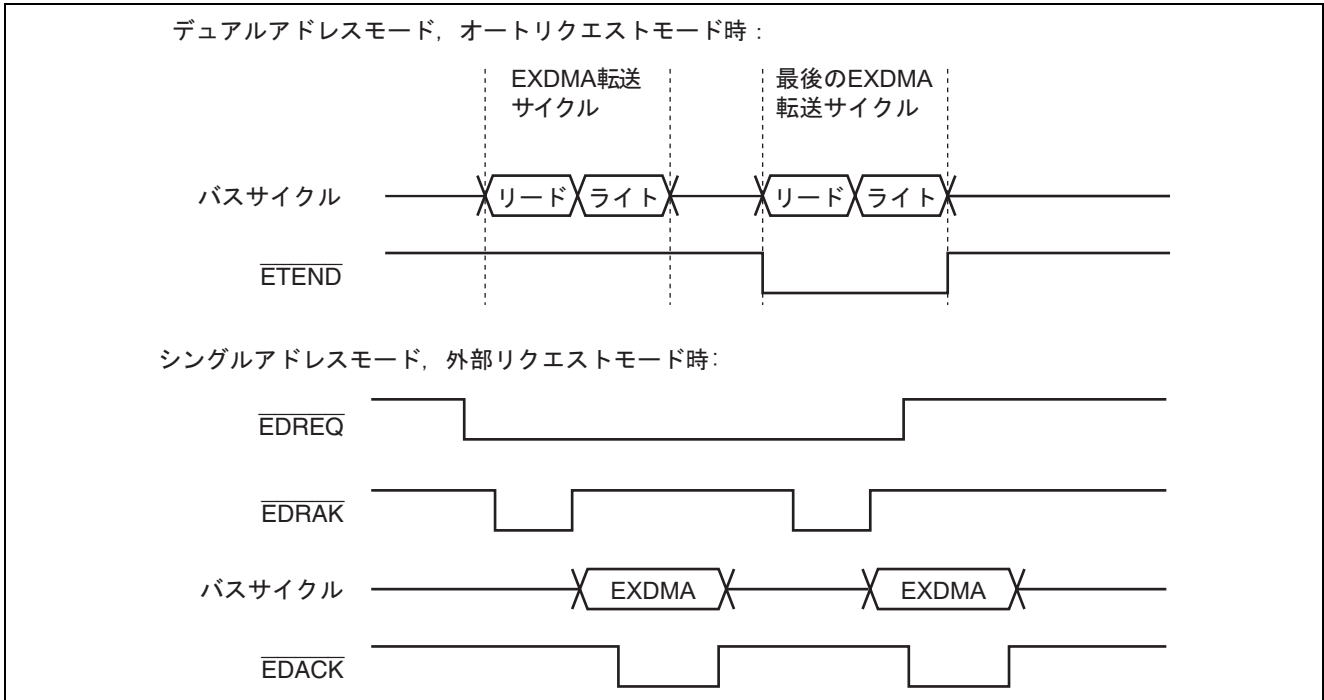 デュアルアドレスモード，オートリクエストモード時：
EXDMA転送
サイクル
最後のEXDMA
転送サイクル
バスサイクル
リード
ライト
リード
ライト
ETEND
シングルアドレスモード，外部リクエストモード時：
EDREQ
EDRAK
バスサイクル
EXDMA
EXDMA
EDACK